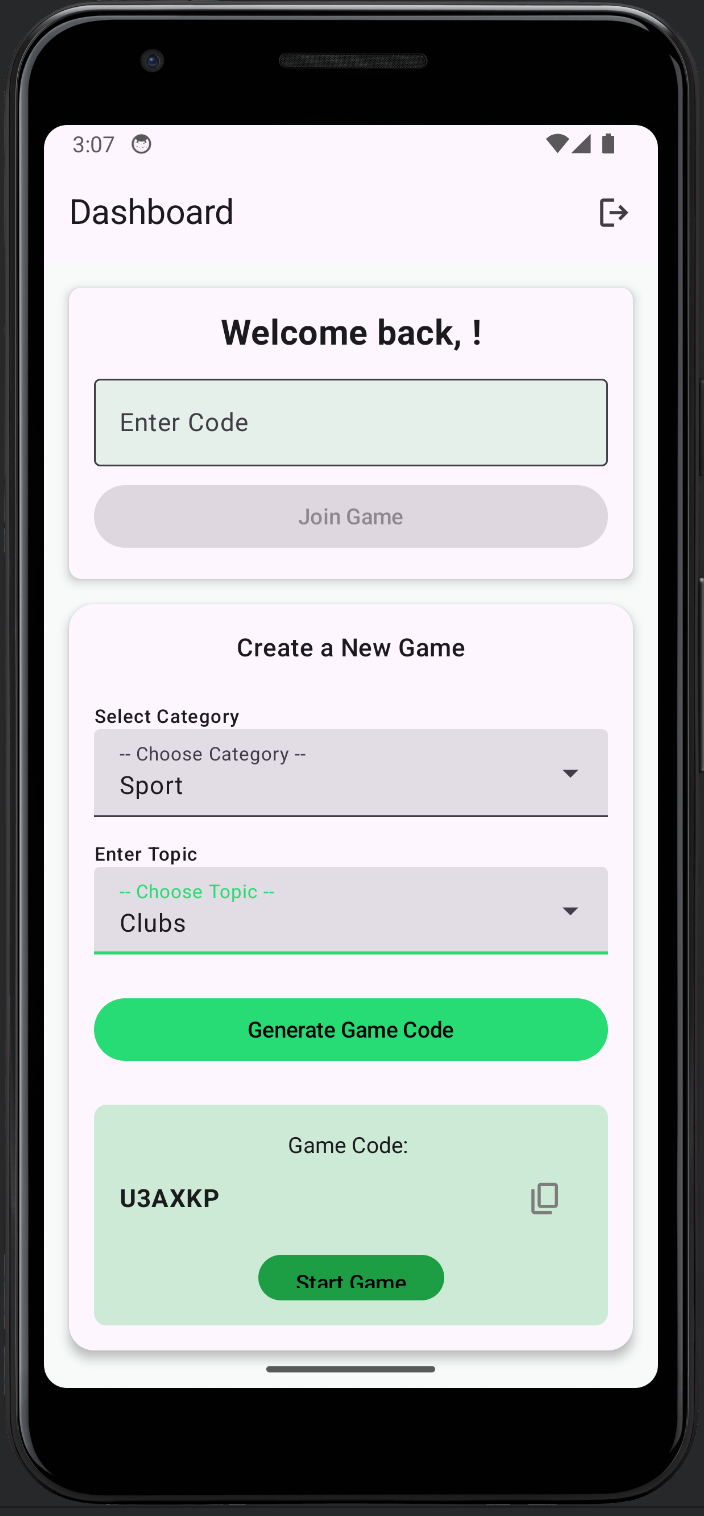 3:07
Dashboard
Welcome back, !
Enter Code
Join Game
Create a New Game
Select Category
-- Choose Category --
Sport
Enter Topic
-- Choose Topic --
Clubs
Generate Game Code
Game Code:
U3AXKP
Start Game